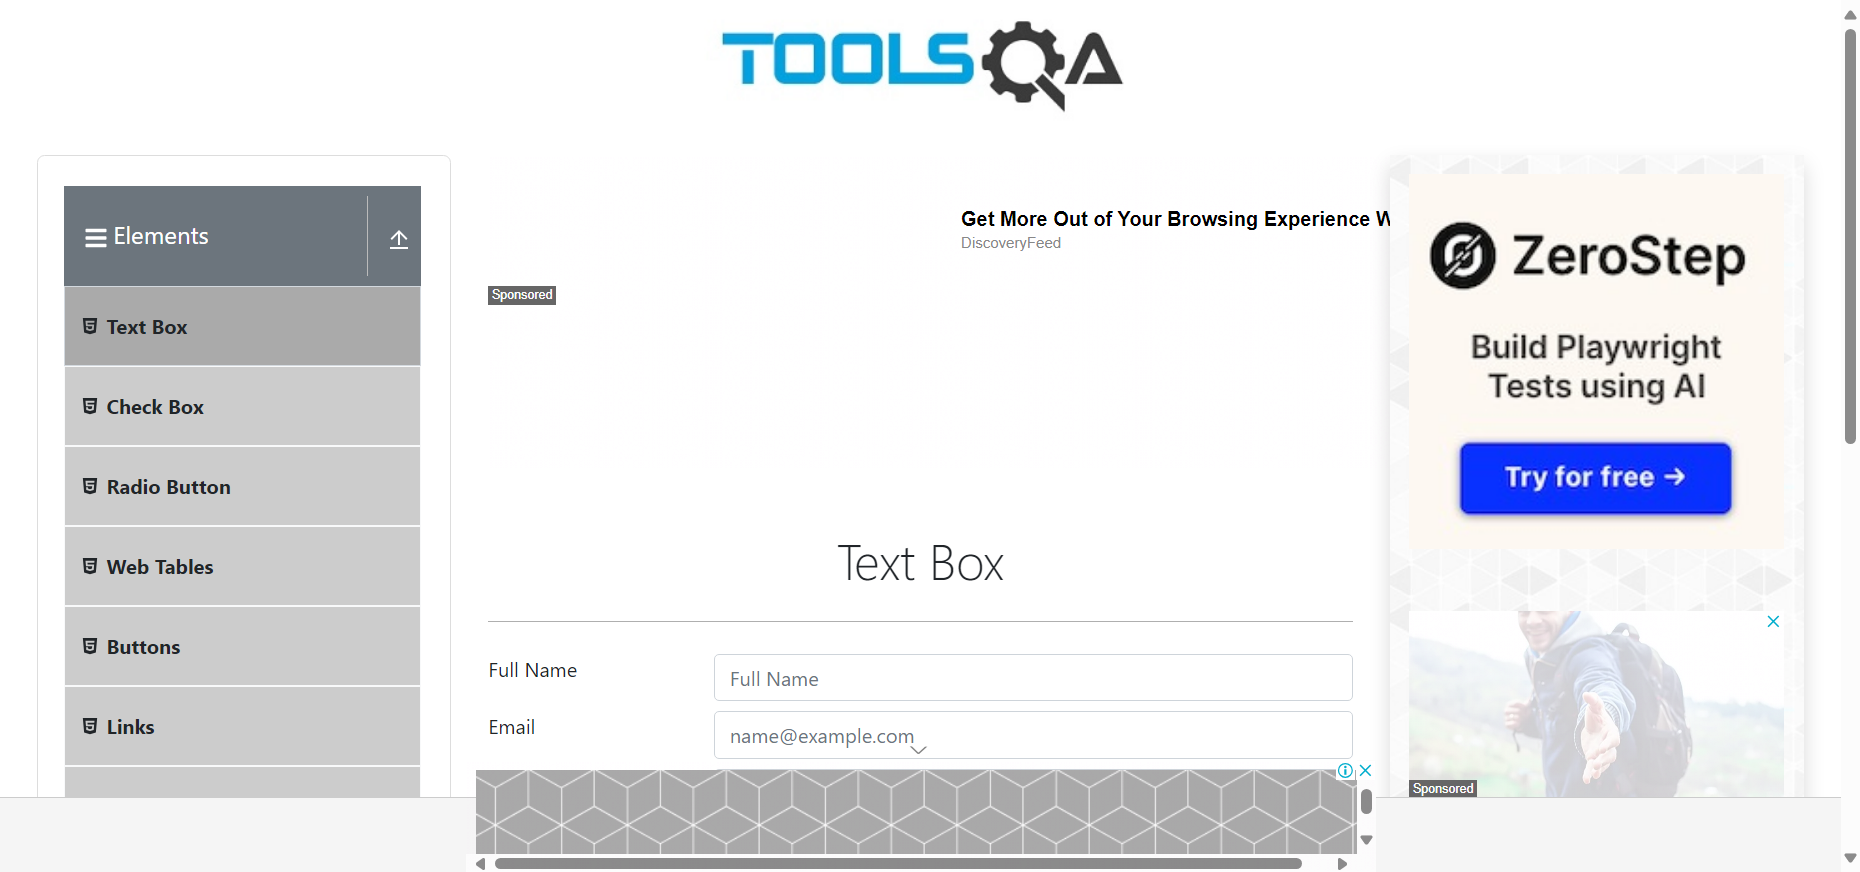 TOOLSQA
Elements
Text Box
Check Box
Radio Button
Web Tables
Buttons
Links
Get More Out of Your Browsing Experience W
DiscoveryFeed
Sponsored
Text Box
Full Name
Full Name
Email
name@example.com
ZeroStep
Build Playwright
Tests using AI
Try for free →
Sponsored